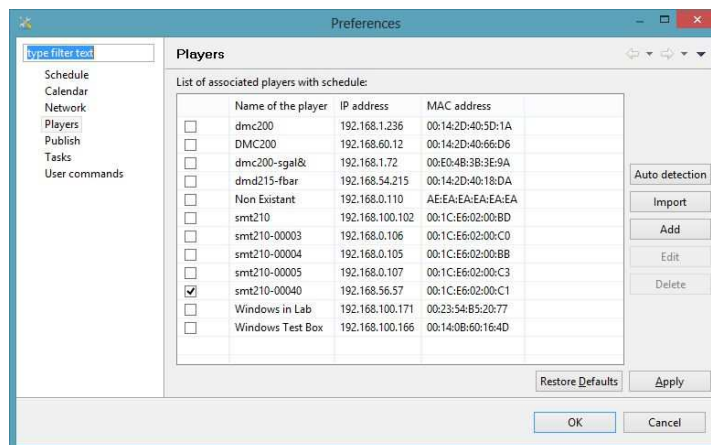 Preferences
type filter text
Schedule
Calendar
Network
Players
Publish
Tasks
User commands
Players
List of associated players with schedule:
Name of the player IP address MAC address
dmc200 192.168.1.236 00:14:2D:40:5D:1A
DMC200 192.168.60.12 00:14:2D:40:66:D6
dmc200-sgal& 192.168.1.72 00:E0:4B:3B:3E:9A
dmd215-fbar 192.168.54.215 00:14:2D:40:18:DA
Non Existant 192.168.0.110 AE:EA:EA:EA:EA:EA
smt210 192.168.100.102 00:1C:E6:02:00:BD
smt210-00003 192.168.0.106 00:1C:E6:02:00:C0
smt210-00004 192.168.0.105 00:1C:E6:02:00:BB
smt210-00005 192.168.0.107 00:1C:E6:02:00:C3
smt210-00040 192.168.56.57 00:1C:E6:02:00:C1
Windows in Lab 192.168.100.171 00:23:54:B5:20:77
Windows Test Box 192.168.100.166 00:14:0B:60:16:4D
Auto detection
Import
Add
Edit
Delete
Restore Defaults
Apply
OK
Cancel